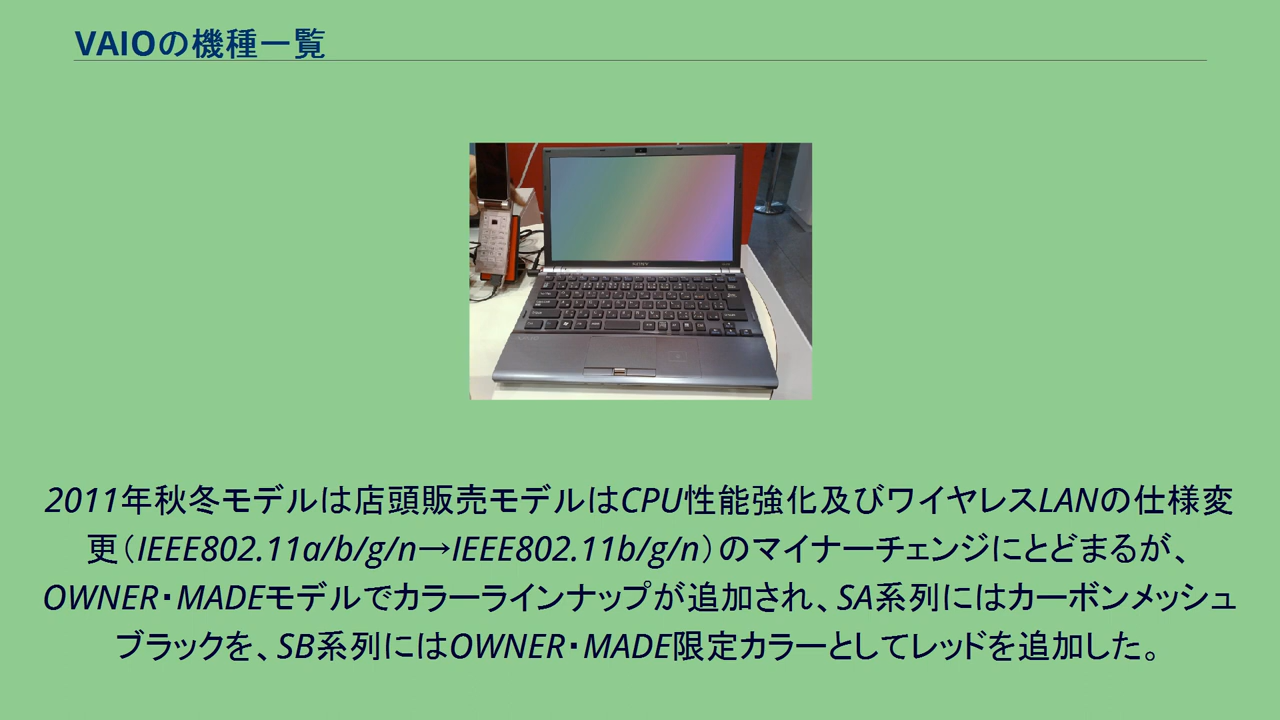 VAIOの機種一覧
SONY
2011年秋冬モデルは店頭販売モデルはCPU性能強化及びワイヤレスLANの仕様変
更（IEEE802.11a/b/g/n→IEEE802.11b/g/n）のマイナーチェンジにとどまるが、
OWNER・MADEモデルでカラーラインナップが追加され、SA系列にはカーボンメッシュ
ブラックを、SB系列にはOWNER・MADE限定カラーとしてレッドを追加した。